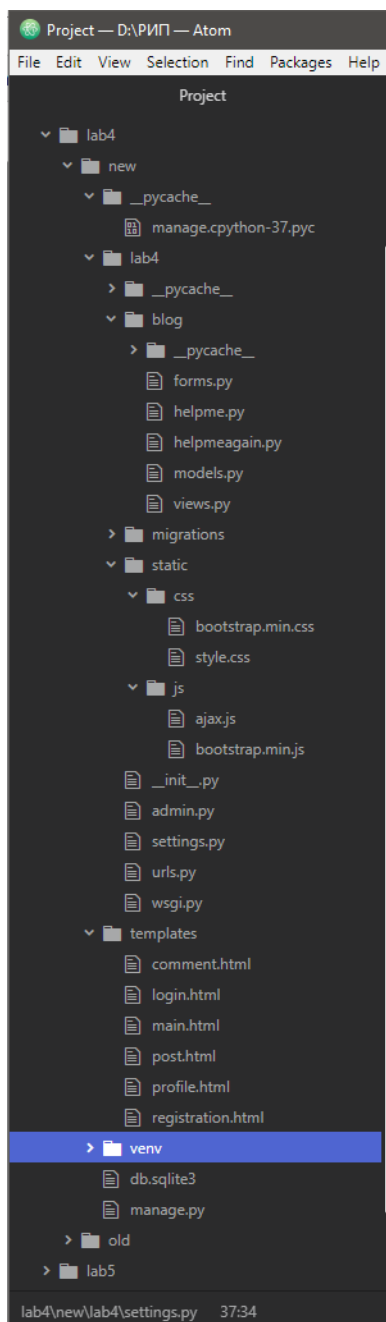 Project — D:\РИП — Atom
File Edit View Selection Find Packages Help
Project
lab4
new
__pycache__
manage.cpython-37.pyc
lab4
__pycache__
blog
__pycache__
forms.py
helpme.py
helpmeagain.py
models.py
views.py
migrations
static
css
bootstrap.min.css
style.css
js
ajax.js
bootstrap.min.js
__init__.py
admin.py
settings.py
urls.py
wsgi.py
templates
comment.html
login.html
main.html
post.html
profile.html
registration.html
venv
db.sqlite3
manage.py
old
lab5
lab4\new\lab4\settings.py 37:34